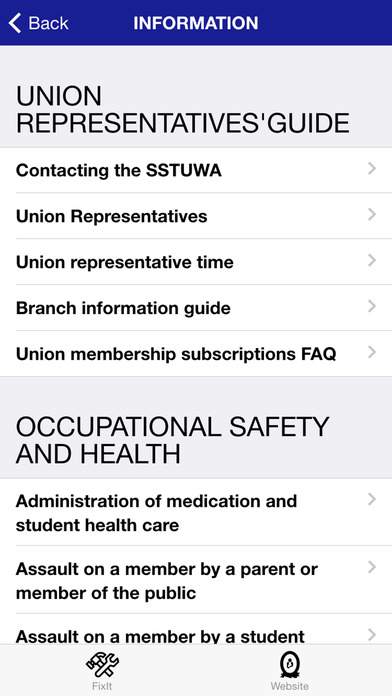 Back
INFORMATION
UNION
REPRESENTATIVES'GUIDE
Contacting the SSTUWA
Union Representatives
Union representative time
Branch information guide
Union membership subscriptions FAQ
OCCUPATIONAL SAFETY
AND HEALTH
Administration of medication and
student health care
Assault on a member by a parent or
member of the public
Assault on a member by a student
FixIt
Website